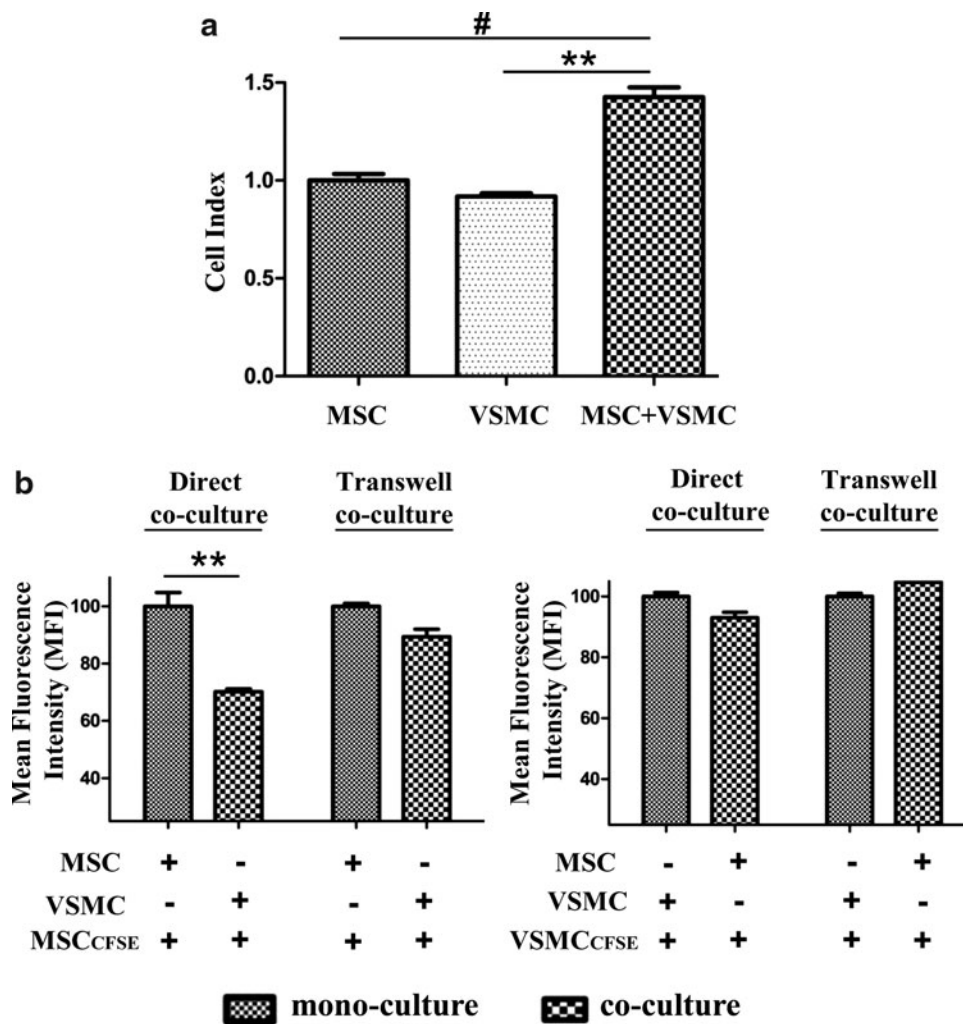 a
#
**
1.5
1.0
0.5
0.0
Cell Index
MSC VSMC MSC+VSMC
b
Direct co-culture
Transwell co-culture
**
Mean Fluorescence Intensity (MFI)
100
80
60
40
MSC + - + -
VSMC - + - +
MSCCFSE + + + +
Direct co-culture
Transwell co-culture
Mean Fluorescence Intensity (MFI)
100
80
60
40
MSC - + - +
VSMC + - + -
VSMCCFSE + + + +
mono-culture co-culture